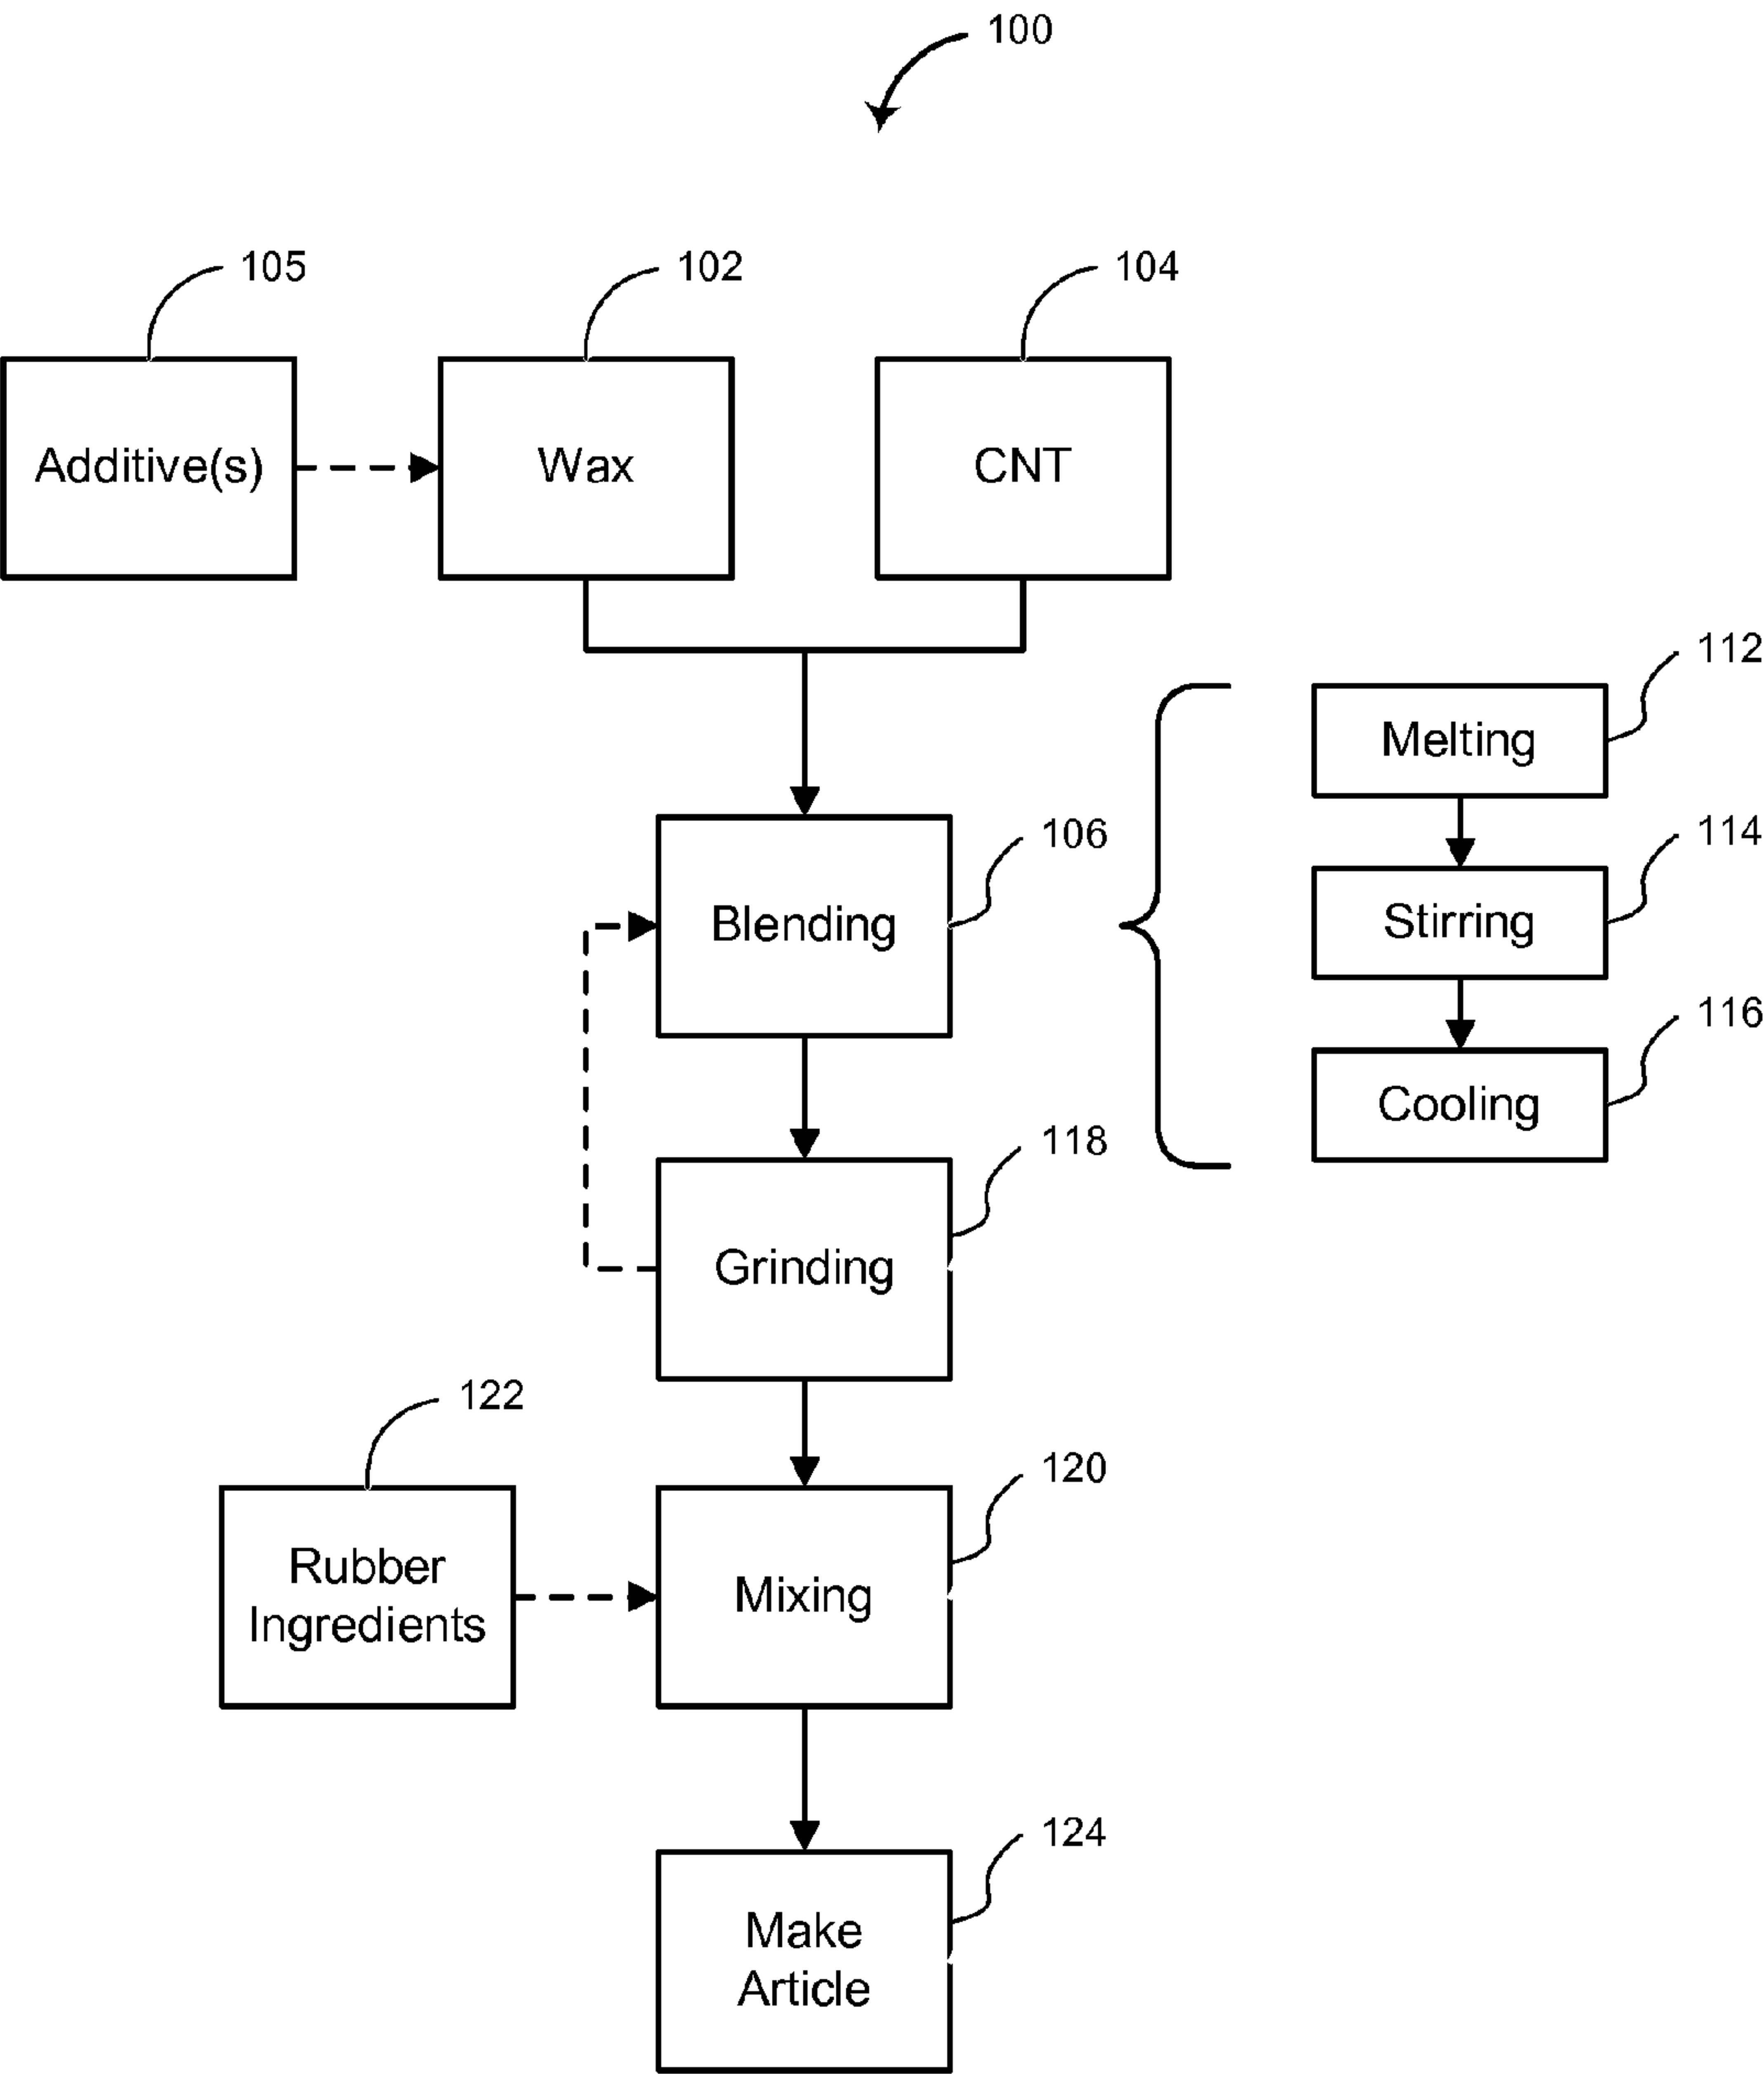 100
105
102
104
Additive(s)
Wax
CNT
112
Melting
106
114
Blending
Stirring
116
Cooling
118
Grinding
122
120
Rubber
Ingredients
Mixing
124
Make
Article